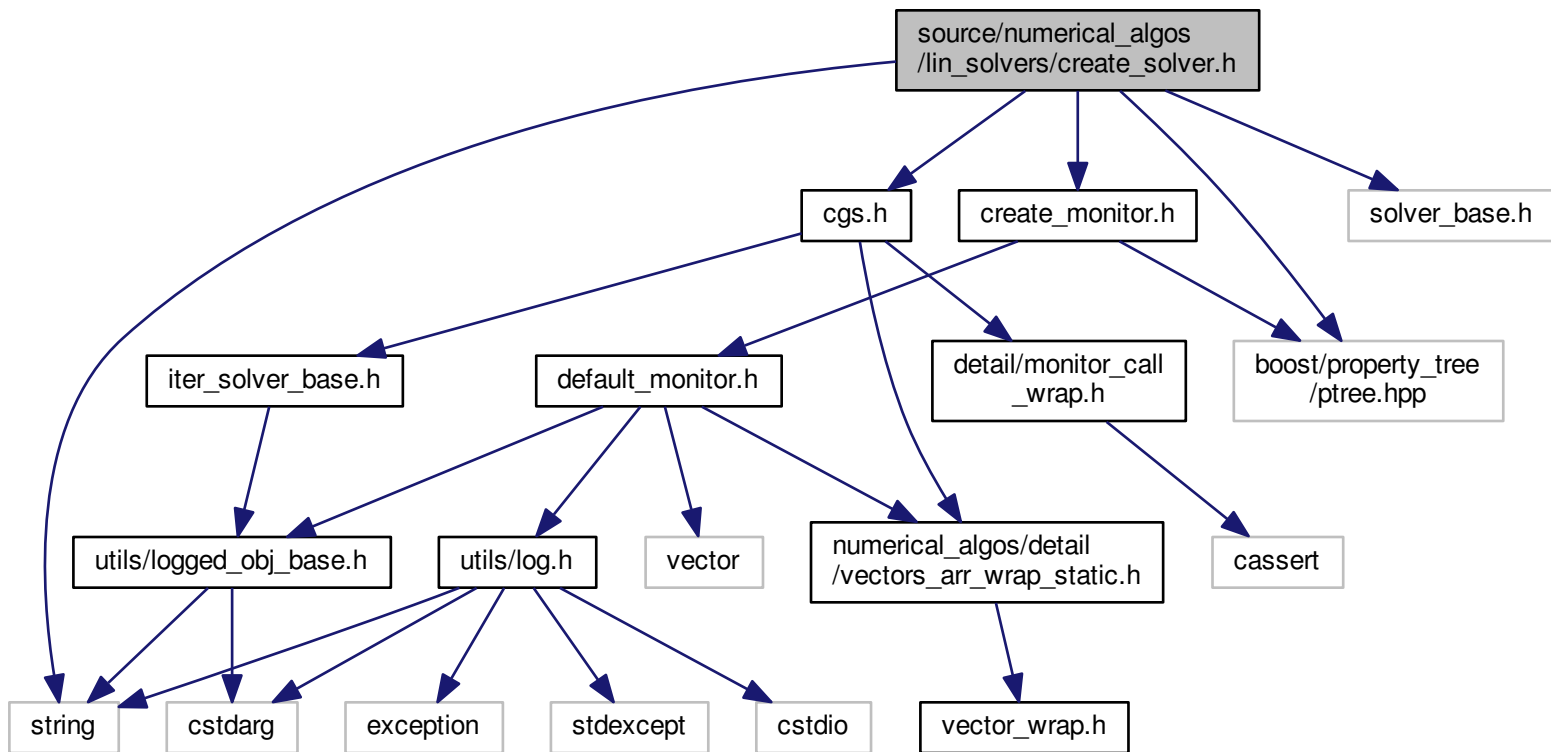 source/numerical_algos
/lin_solvers/create_solver.h
cgs.h
create_monitor.h
solver_base.h
iter_solver_base.h
default_monitor.h
detail/monitor_call
_wrap.h
boost/property_tree
/ptree.hpp
utils/logged_obj_base.h
utils/log.h
vector
numerical_algos/detail
/vectors_arr_wrap_static.h
cassert
string
cstdarg
exception
stdexcept
cstdio
vector_wrap.h